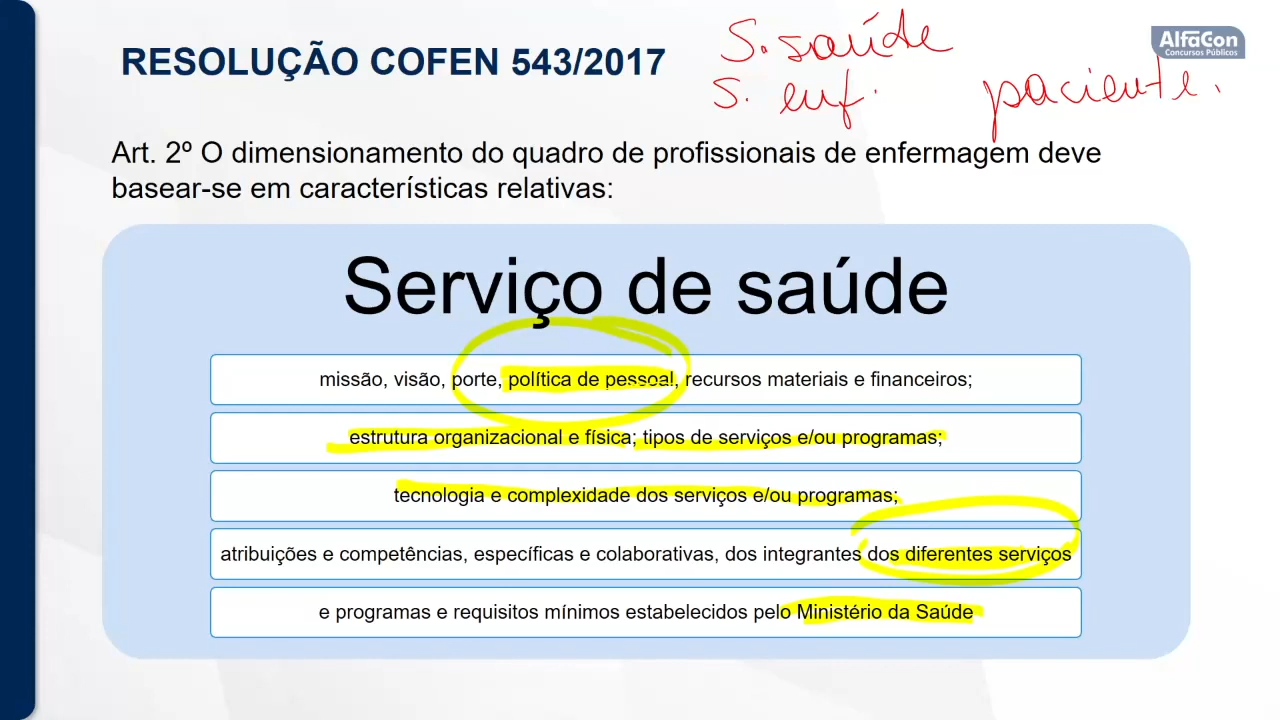 RESOLUÇÃO COFEN 543/2017
S. saúde
S. enf.
paciente.
AlfaCon
Concursos Públicos
Art. 2º O dimensionamento do quadro de profissionais de enfermagem deve
basear-se em características relativas:
Serviço de saúde
missão, visão, porte, política de pessoal, recursos materiais e financeiros;
estrutura organizacional e física; tipos de serviços e/ou programas;
tecnologia e complexidade dos serviços e/ou programas;
atribuições e competências, específicas e colaborativas, dos integrantes dos diferentes serviços
e programas e requisitos mínimos estabelecidos pelo Ministério da Saúde